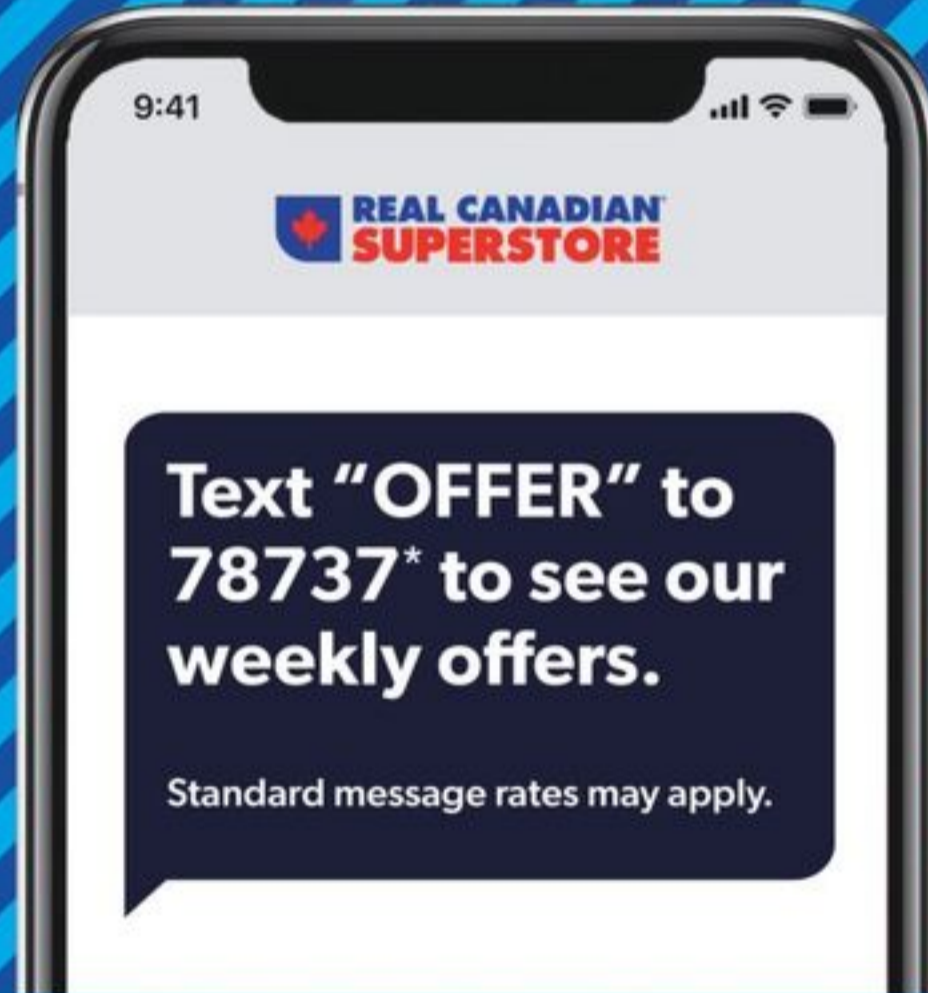 9:41
REAL CANADIAN
SUPERSTORE
Text “OFFER” to
78737* to see our
weekly offers.
Standard message rates may apply.